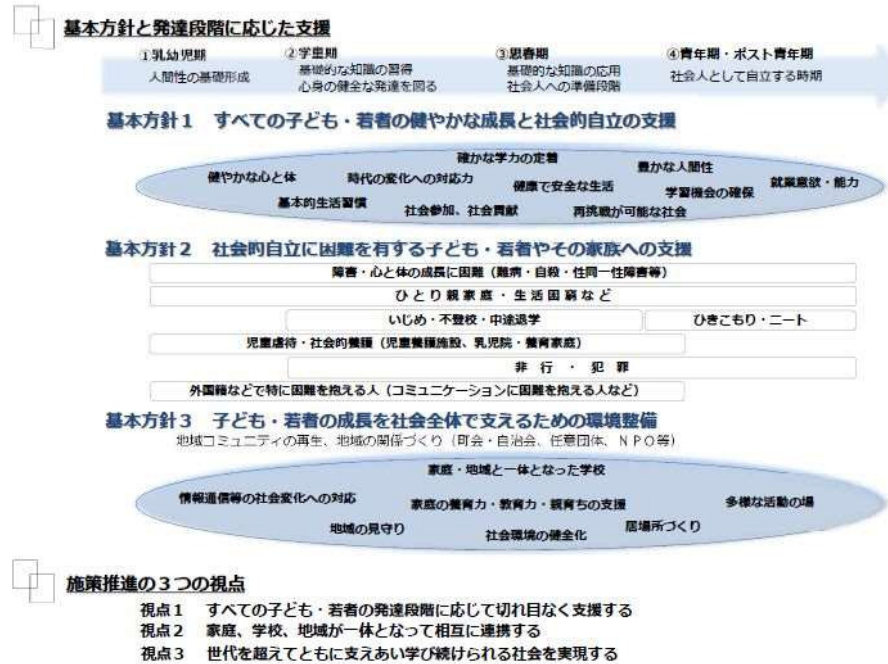 基本方針と発達段階に応じた支援
①乳幼児期
人間性の基礎形成
②学童期
基礎的な知識の習得
心身の健全な発達を図る
③思春期
基礎的な知識の応用
社会人への準備段階
④青年期・ポスト青年期
社会人として自立する時期
基本方針1 すべての子ども・若者の健やかな成長と社会的自立の支援
確かな学力の定着
豊かな人間性
健やかな心と体
時代の変化への対応力
健康で安全な生活
学習機会の確保
就業意欲・能力
基本的生活習慣
社会参加、社会貢献
再挑戦が可能な社会
基本方針2 社会的自立に困難を有する子ども・若者やその家族への支援
障害・心と体の成長に困難（難病・自殺・性同一性障害等）
ひとり親家庭・生活困窮など
いじめ・不登校・中途退学
ひきこもり・ニート
児童虐待・社会的養護（児童養護施設、乳児院・養育家庭）
非行・犯罪
外国籍などで特に困難を抱える人（コミュニケーションに困難を抱える人など）
基本方針3 子ども・若者の成長を社会全体で支えるための環境整備
地域コミュニティの再生、地域の関係づくり（町会・自治会、任意団体、ＮＰＯ等）
家庭・地域と一体となった学校
情報通信等の社会変化への対応
家庭の養育力・教育力・親育ちの支援
多様な活動の場
地域の見守り
社会環境の健全化
居場所づくり
施策推進の３つの視点
視点１ すべての子ども・若者の発達段階に応じて切れ目なく支援する
視点２ 家庭、学校、地域が一体となって相互に連携する
視点３ 世代を超えてともに支えあい学び続けられる社会を実現する